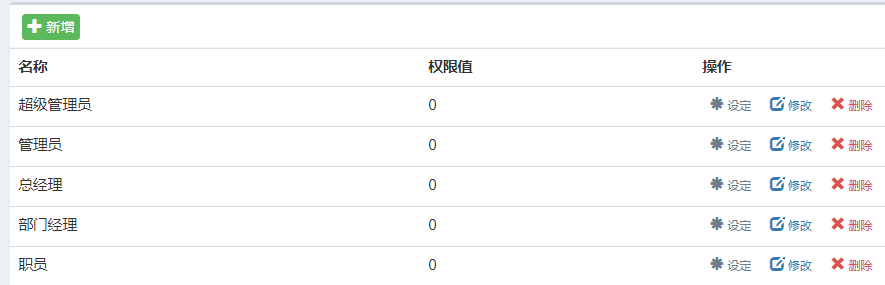 新增
名称 权限值 操作
超级管理员 0 设定 修改 删除
管理员 0 设定 修改 删除
总经理 0 设定 修改 删除
部门经理 0 设定 修改 删除
职员 0 设定 修改 删除